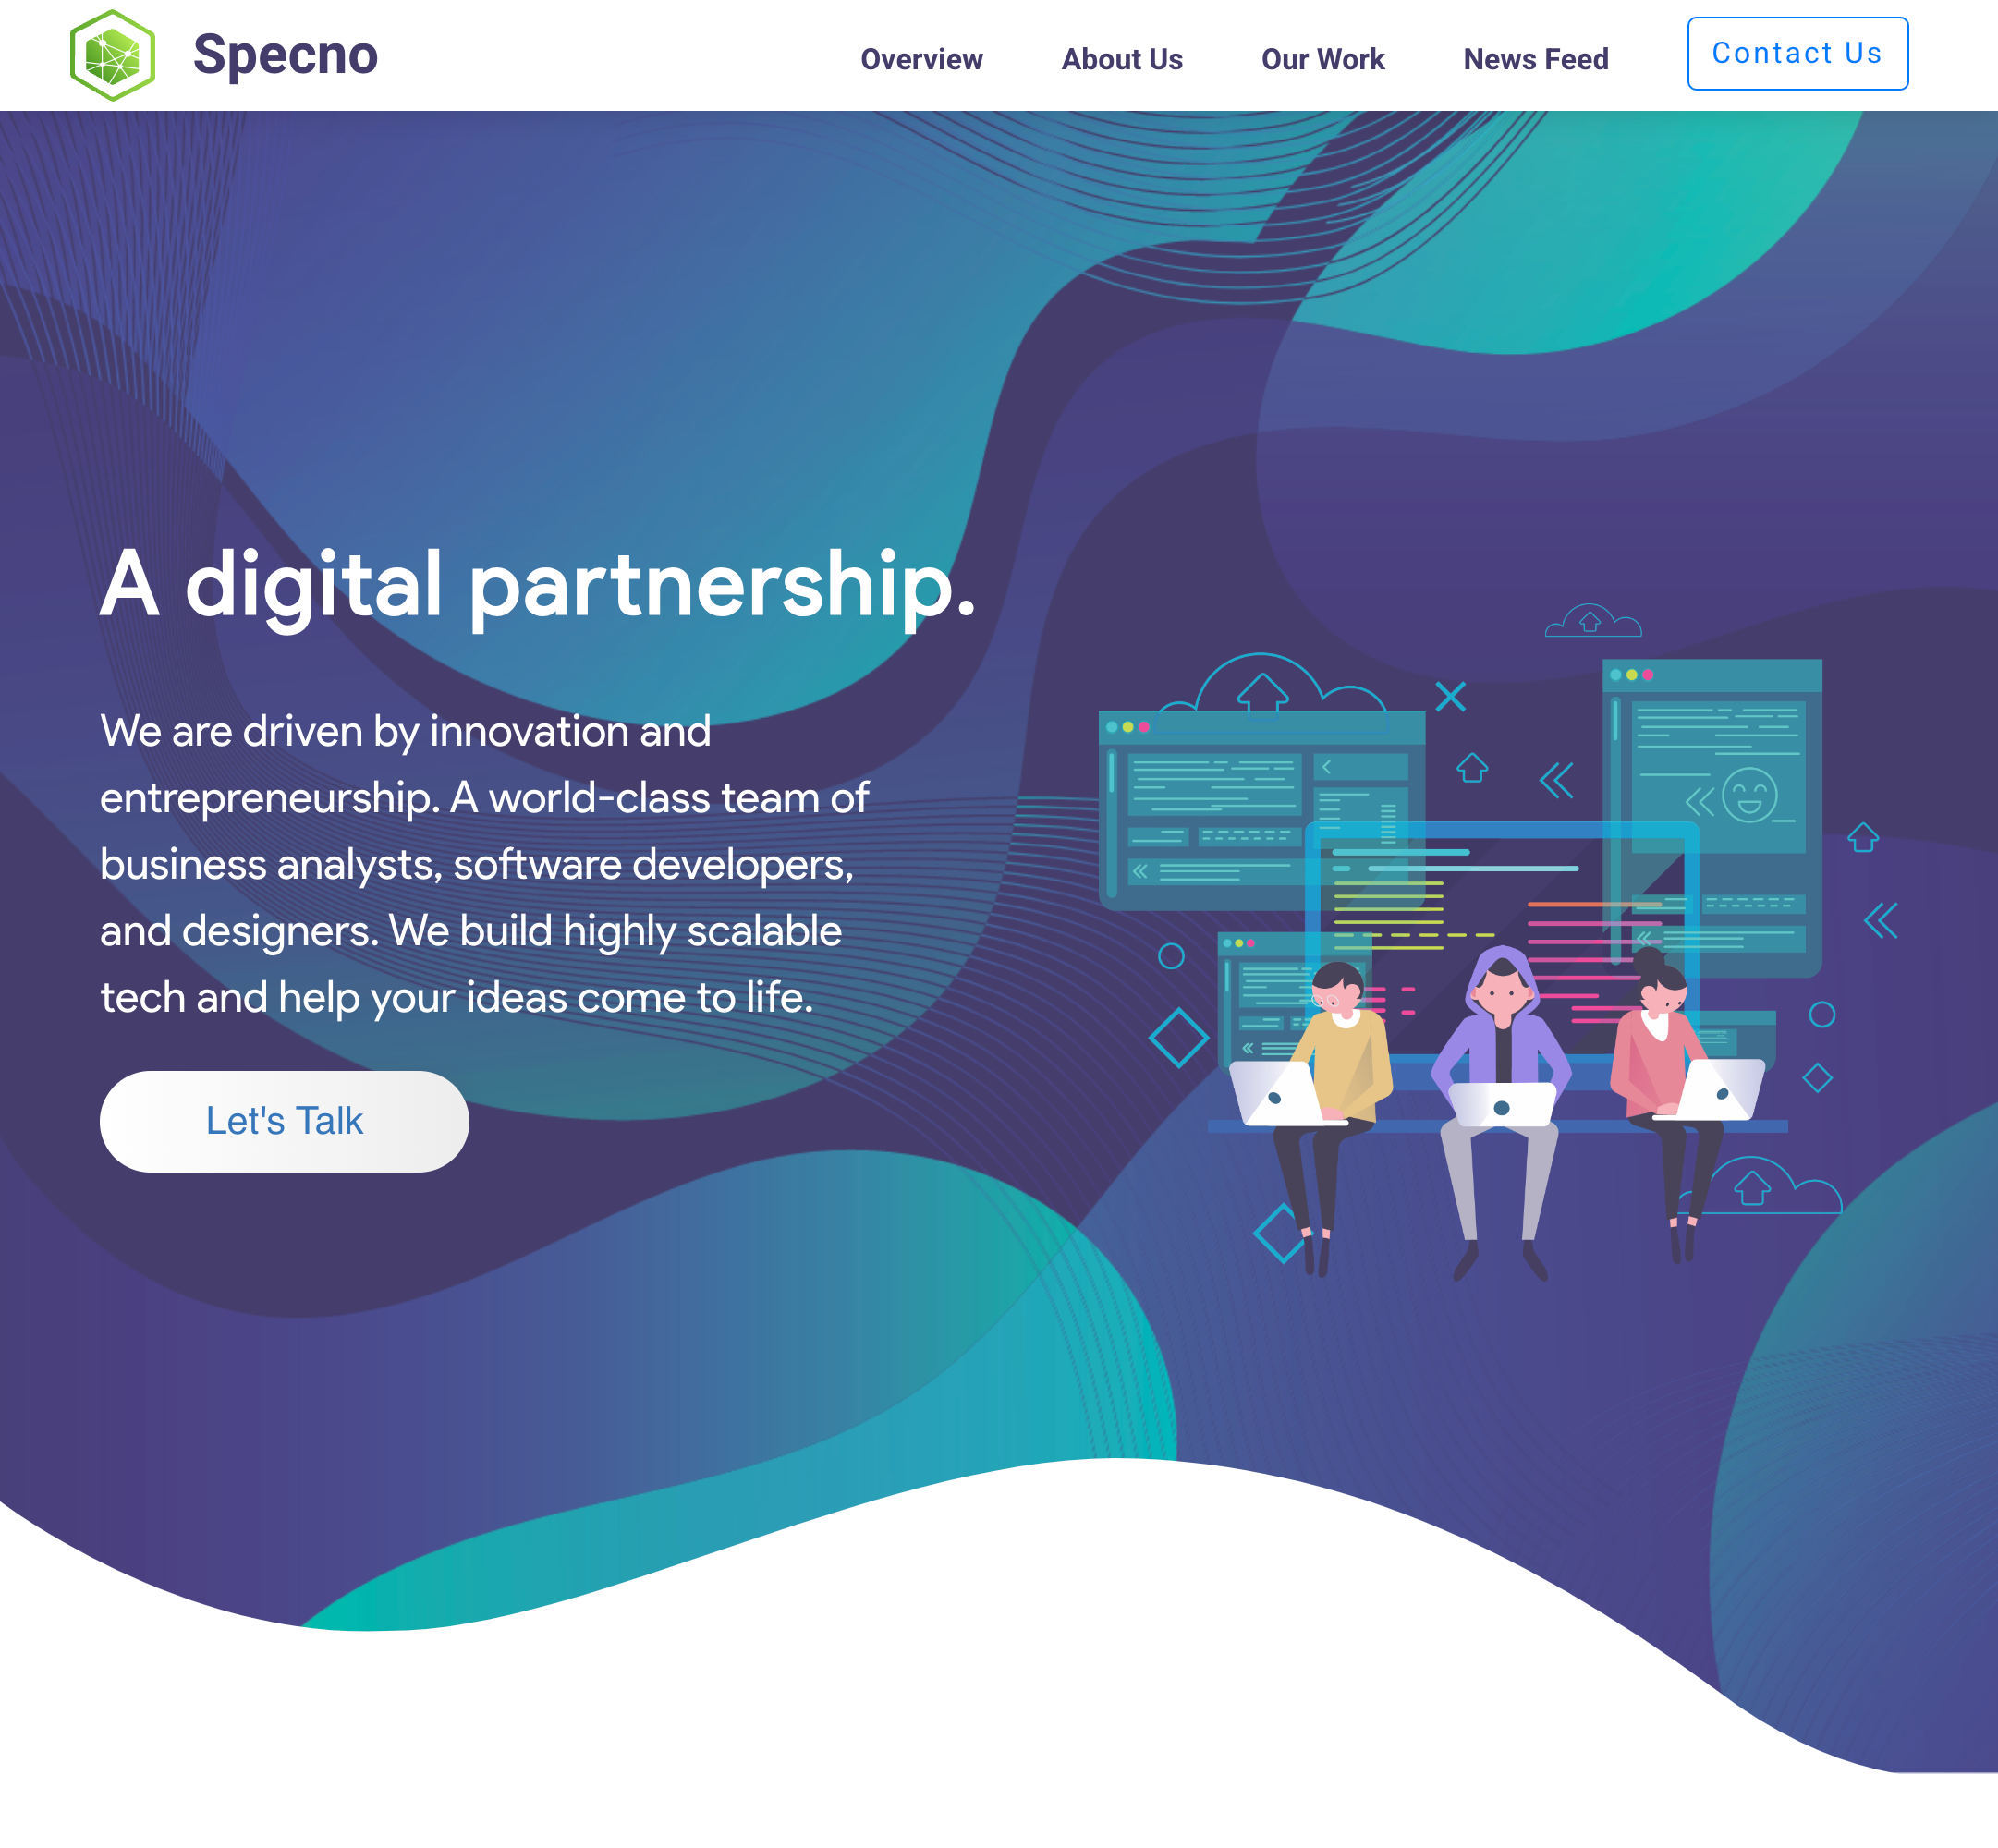 Specno
Overview
About Us
Our Work
News Feed
Contact Us
A digital partnership.
We are driven by innovation and
entrepreneurship. A world-class team of
business analysts, software developers,
and designers. We build highly scalable
tech and help your ideas come to life.
Let's Talk